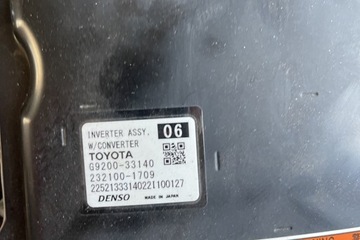 INVERTER ASSY. 06
W/CONVERTER
TOYOTA
G9200-33140
232100-1709
22521333140221100127
DENSO MADE IN JAPAN